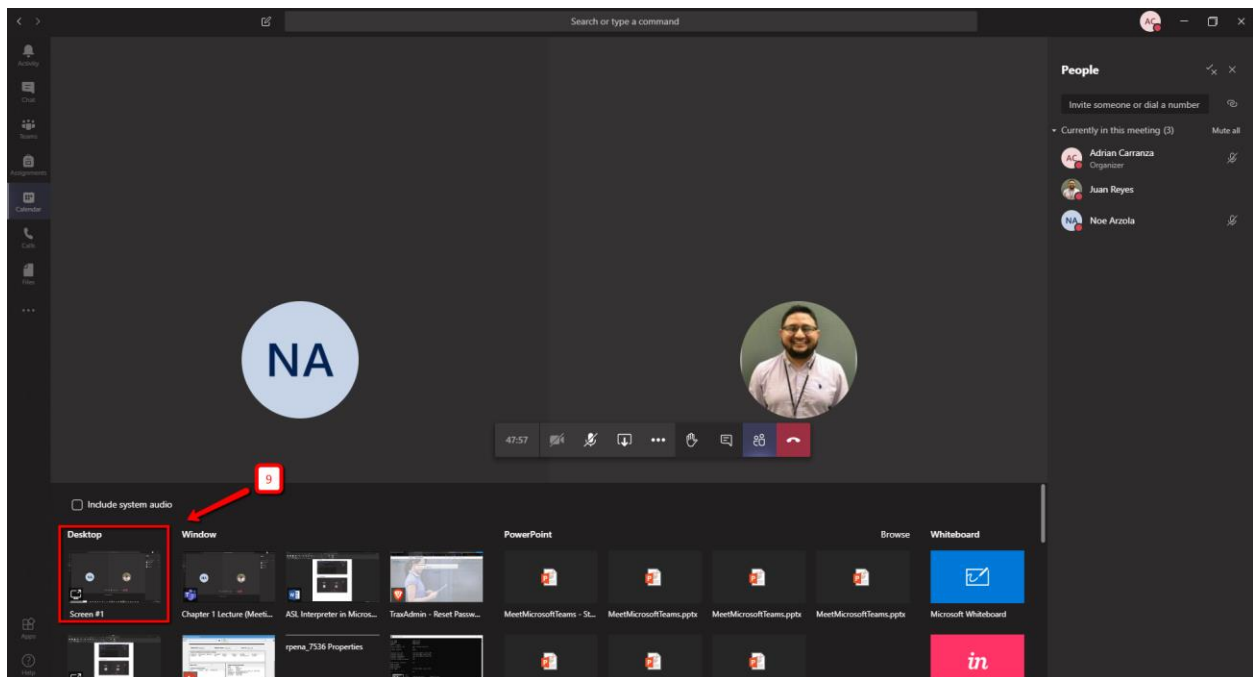 Search or type a command
AC
Activity
Chat
Teams
Assignments
Calendar
Calls
Files
Apps
Help
NA
47:57
People
Invite someone or dial a number
Currently in this meeting (3)
Mute all
AC
Adrian Carranza
Organizer
Juan Reyes
NA
Noe Arzola
9
Include system audio
Desktop
Window
PowerPoint
Browse
Whiteboard
Screen #1
Chapter 1 Lecture (Meeti...
ASL Interpreter in Micros...
TraxAdmin - Reset Passw...
MeetMicrosoftTeams - St...
MeetMicrosoftTeams.pptx
MeetMicrosoftTeams.pptx
MeetMicrosoftTeams.pptx
Microsoft Whiteboard
rpena_7536 Properties
in